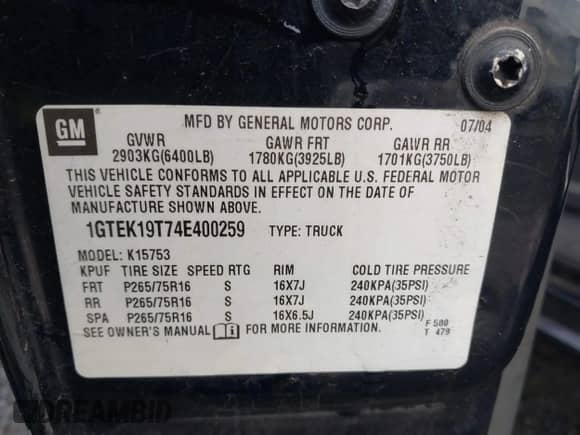 GM
®
MFD BY GENERAL MOTORS CORP. 07/04
GVWR GAWR FRT GAWR RR
2903KG(6400LB) 1780KG(3925LB) 1701KG(3750LB)
THIS VEHICLE CONFORMS TO ALL APPLICABLE U.S. FEDERAL MOTOR
VEHICLE SAFETY STANDARDS IN EFFECT ON THE DATE OF
MANUFACTURE SHOWN ABOVE.
1GTEK19T74E400259 TYPE: TRUCK
MODEL: K15753
KPUF TIRE SIZE SPEED RTG RIM COLD TIRE PRESSURE
FRT P265/75R16 S 16X7J 240KPA(35PSI)
RR P265/75R16 S 16X7J 240KPA(35PSI)
SPA P265/75R16 S 16X6.5J 240KPA(35PSI)
SEE OWNER'S MANUAL FOR MORE INFORMATION.
F 500
T 479
DREAMBID